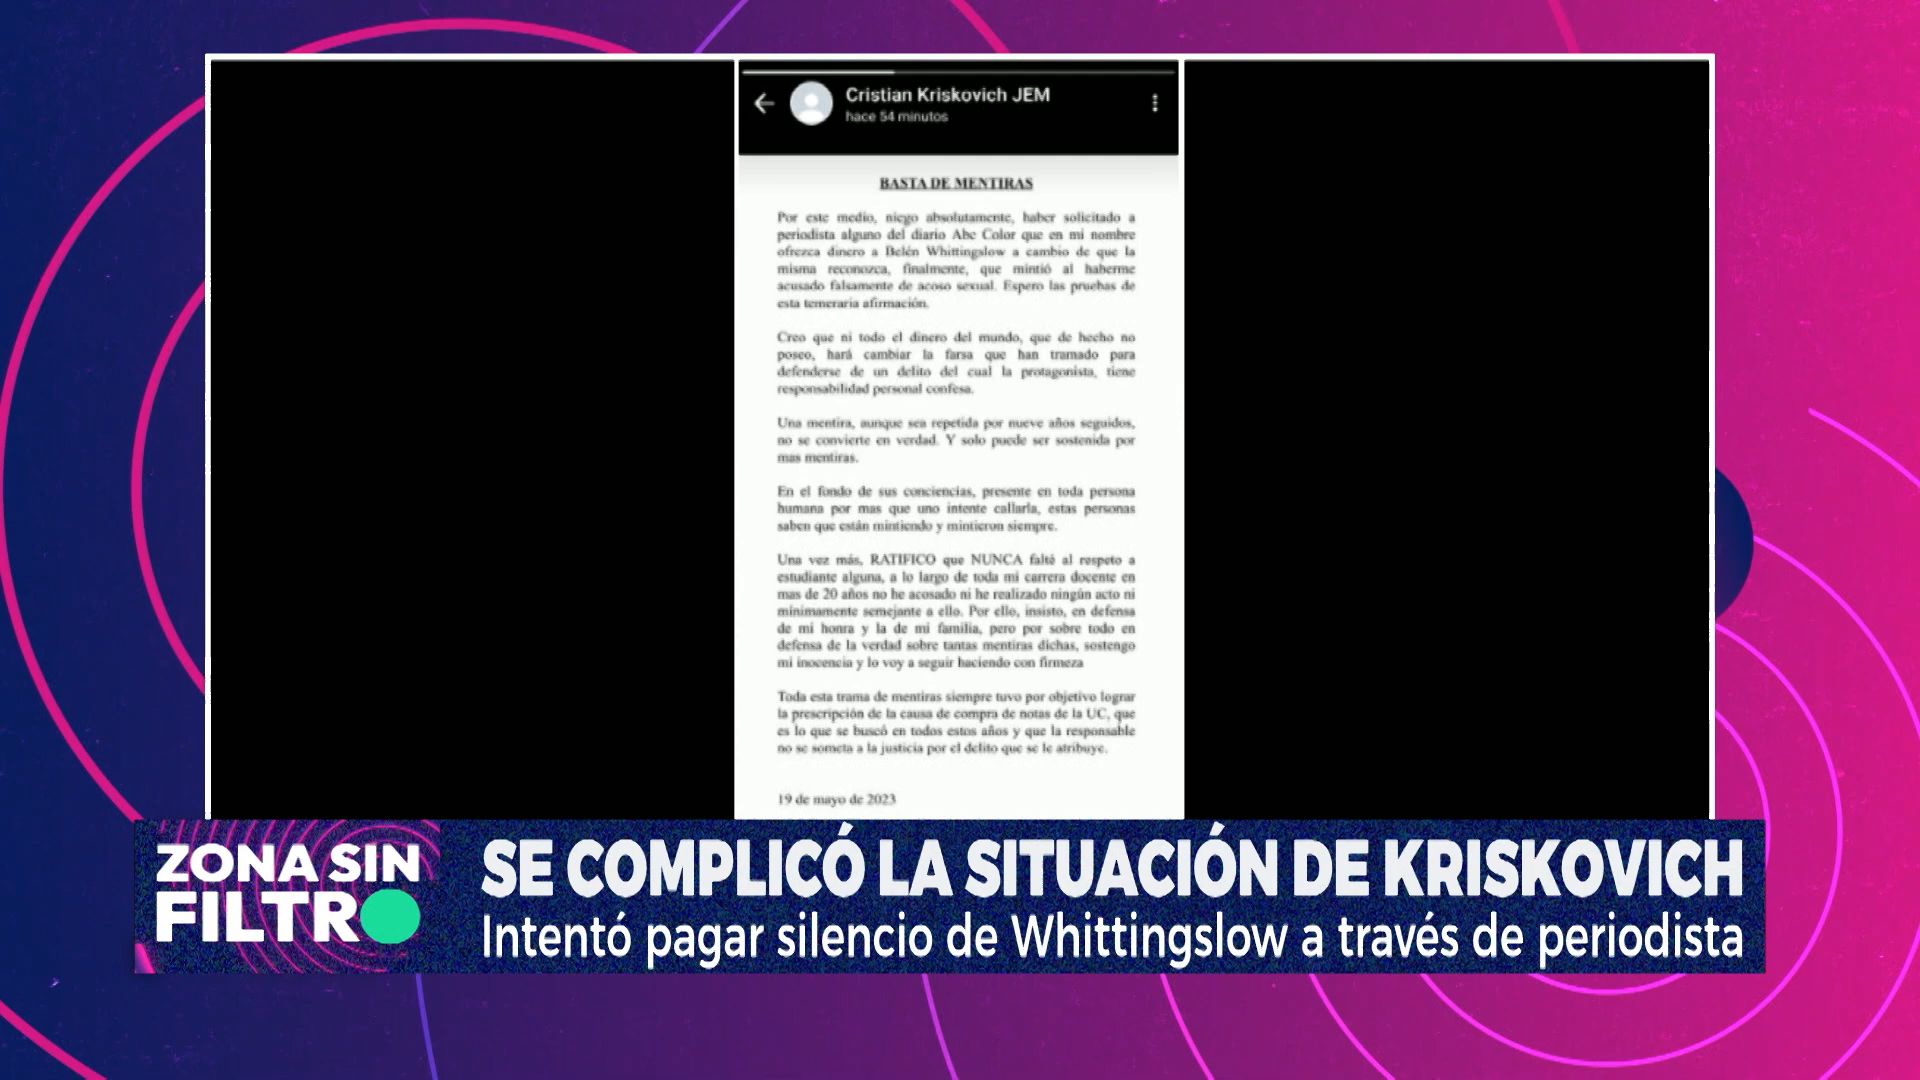 Cristian Kriskovich JEM
hace 54 minutos
BASTA DE MENTIRAS
Por este medio, niego absolutamente, haber solicitado a
periodista alguno del diario Abc Color que en mi nombre
ofrezca dinero a Belén Whittingslow a cambio de que la
misma reconozca, finalmente, que mintió al haberme
acusado falsamente de acoso sexual. Espero las pruebas de
esta temeraria afirmación.
Creo que ni todo el dinero del mundo, que de hecho no
poseo, hará cambiar la farsa que han tramado para
defenderse de un delito del cual la protagonista, tiene
responsabilidad personal confesa.
Una mentira, aunque sea repetida por nueve años seguidos,
no se convierte en verdad. Y solo puede ser sostenida por
mas mentiras.
En el fondo de sus conciencias, presente en toda persona
humana por mas que uno intente callarla, estas personas
saben que están mintiendo y mintieron siempre.
Una vez más, RATIFICO que NUNCA falté al respeto a
estudiante alguna, a lo largo de toda mi carrera docente en
mas de 20 años no he acosado ni he realizado ningún acto ni
mínimamente semejante a ello. Por ello, insisto, en defensa
de mi honra y la de mi familia, pero por sobre todo en
defensa de la verdad sobre tantas mentiras dichas, sostengo
mi inocencia y lo voy a seguir haciendo con firmeza
Toda esta trama de mentiras siempre tuvo por objetivo lograr
la prescripción de la causa de compra de notas de la UC, que
es lo que se buscó en todos estos años y que la responsable
no se someta a la justicia por el delito que se le atribuye.
19 de mayo de 2023
ZONA SIN
FILTRO
SE COMPLICÓ LA SITUACIÓN DE KRISKOVICH
Intentó pagar silencio de Whittingslow a través de periodista